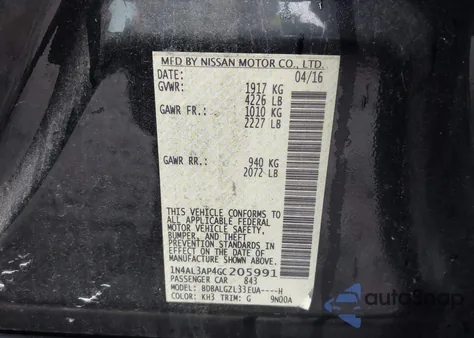 MFD BY NISSAN MOTOR CO., LTD.
DATE: 04/16
GVWR: 1917 KG
4226 LB
GAWR FR.: 1010 KG
2227 LB
GAWR RR.: 940 KG
2072 LB
THIS VEHICLE CONFORMS TO ALL
APPLICABLE FEDERAL MOTOR
VEHICLE SAFETY,
BUMPER, AND THEFT
PREVENTION STANDARDS
IN EFFECT ON THE DATE OF
MANUFACTURE SHOWN ABOVE.
1N4AL3AP4GC205991
PASSENGER CAR 843
MODEL: BDBALGZL33EUA----H
COLOR: KH3 TRIM: G 9N00A
AutoShop